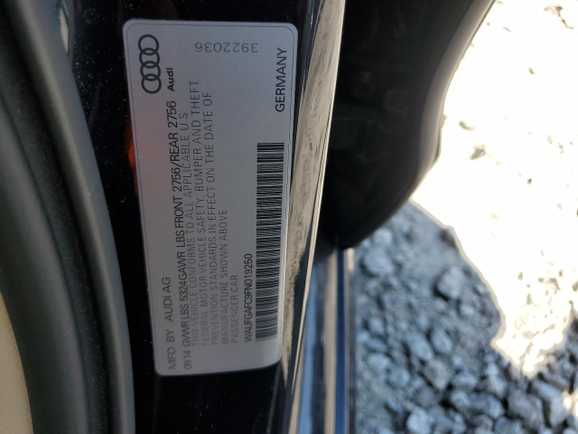 Audi
3922036
MFD BY AUDI AG
GERMANY
08/14 GVWR LBS 5324 GAWR LBS FRONT 2756/REAR 2756
THIS VEHICLE CONFORMS TO ALL APPLICABLE U.S.
FEDERAL MOTOR VEHICLE SAFETY, BUMPER AND THEFT
PREVENTION STANDARDS IN EFFECT ON THE DATE OF
MANUFACTURE SHOWN ABOVE
PASSENGER CAR
WAUFGAFC9FN019250